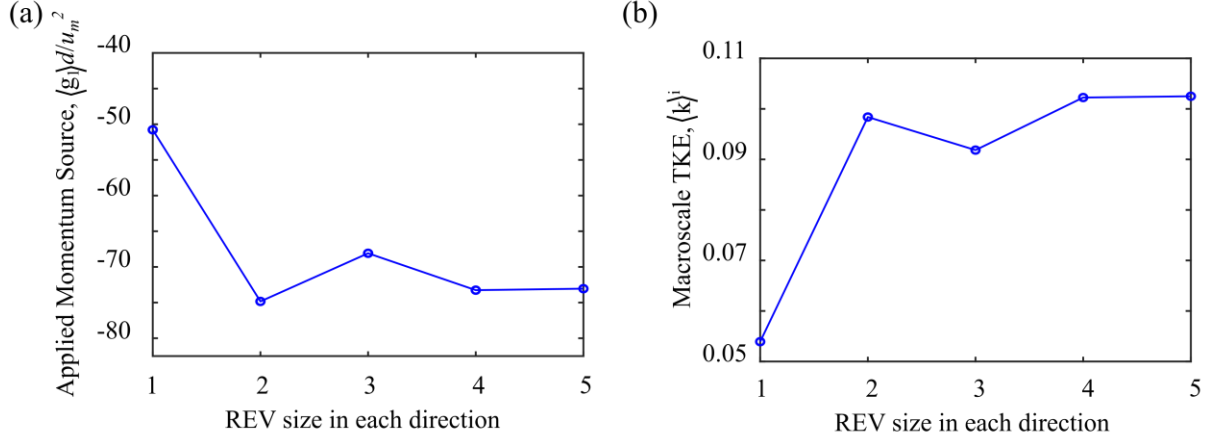 (a)
Applied Momentum Source, ⟨g₁⟩d/uₘ²
-40
-50
-60
-70
-80
1 2 3 4 5
REV size in each direction
(b)
Macroscale TKE, ⟨k⟩ⁱ
0.11
0.09
0.07
0.05
1 2 3 4 5
REV size in each direction